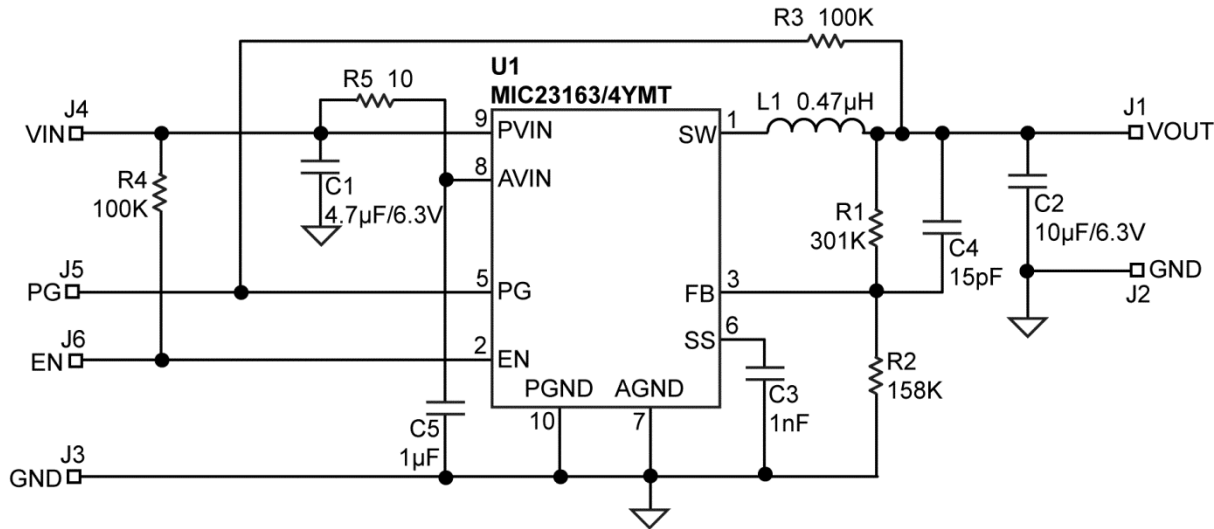 R3 100K
U1
MIC23163/4YMT
R5 10
L1 0.47µH
J4
VIN
9
PVIN
SW
1
J1
VOUT
8
AVIN
C1
4.7µF/6.3V
R4
100K
R1
301K
C4
15pF
C2
10µF/6.3V
J5
PG
5
PG
FB
3
GND
J2
J6
EN
2
EN
SS
6
PGND
AGND
R2
158K
C3
1nF
10
7
C5
1µF
J3
GND